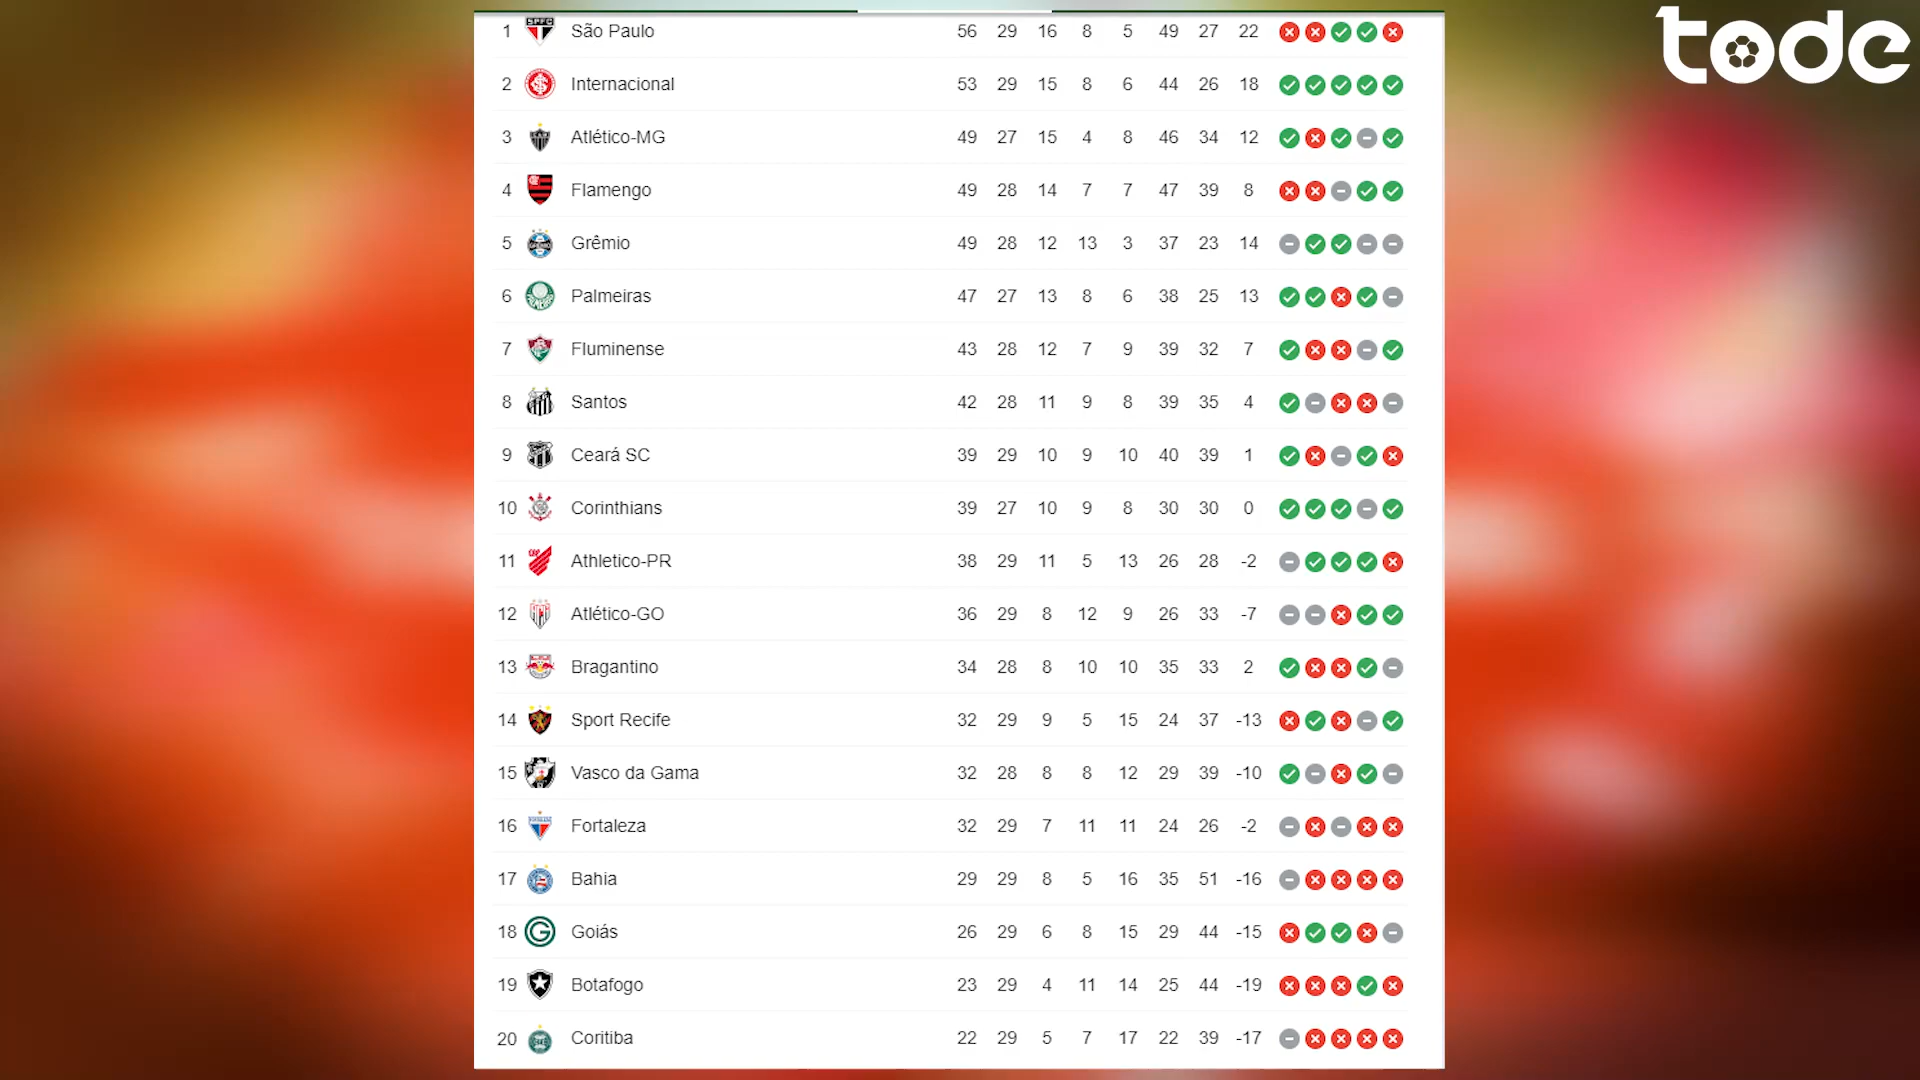 tode
1 São Paulo 56 29 16 8 5 49 27 22
2 Internacional 53 29 15 8 6 44 26 18
3 Atlético-MG 49 27 15 4 8 46 34 12
4 Flamengo 49 28 14 7 7 47 39 8
5 Grêmio 49 28 12 13 3 37 23 14
6 Palmeiras 47 27 13 8 6 38 25 13
7 Fluminense 43 28 12 7 9 39 32 7
8 Santos 42 28 11 9 8 39 35 4
9 Ceará SC 39 29 10 9 10 40 39 1
10 Corinthians 39 27 10 9 8 30 30 0
11 Athletico-PR 38 29 11 5 13 26 28 -2
12 Atlético-GO 36 29 8 12 9 26 33 -7
13 Bragantino 34 28 8 10 10 35 33 2
14 Sport Recife 32 29 9 5 15 24 37 -13
15 Vasco da Gama 32 28 8 8 12 29 39 -10
16 Fortaleza 32 29 7 11 11 24 26 -2
17 Bahia 29 29 8 5 16 35 51 -16
18 Goiás 26 29 6 8 15 29 44 -15
19 Botafogo 23 29 4 11 14 25 44 -19
20 Coritiba 22 29 5 7 17 22 39 -17